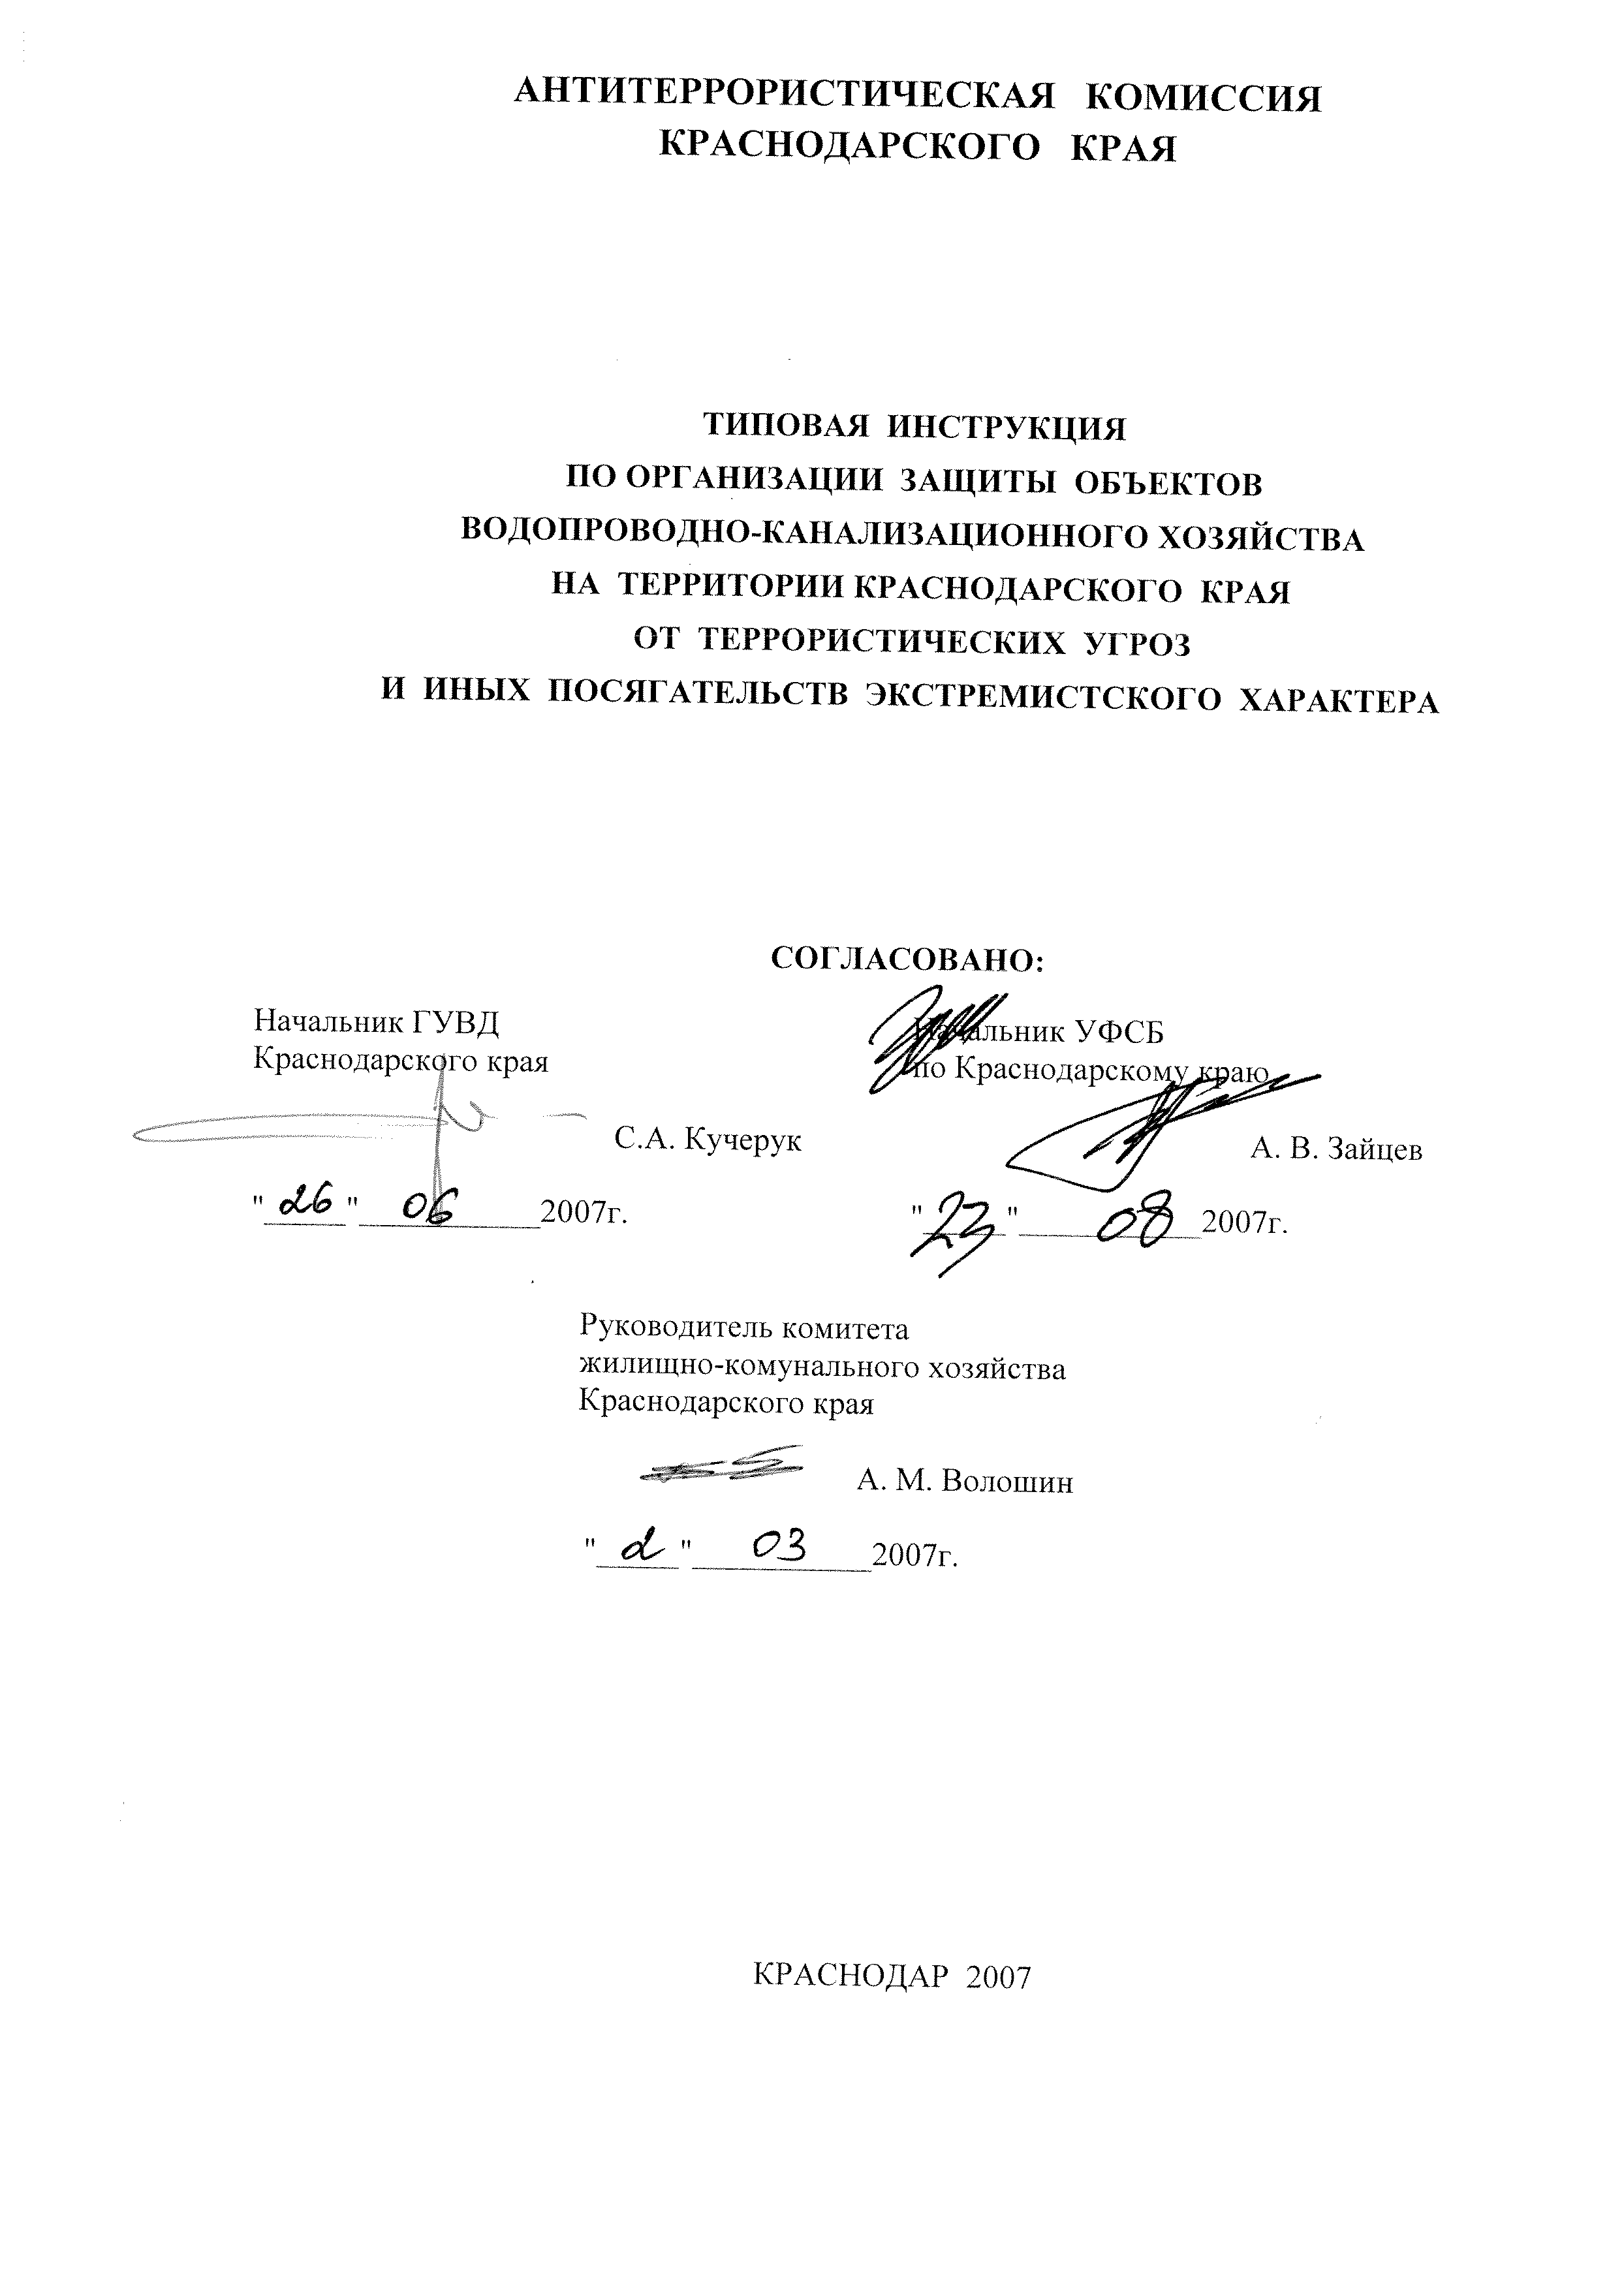 АНТИТЕРРОРИСТИЧЕСКАЯ КОМИССИЯ
КРАСНОДАРСКОГО КРАЯ
ТИПОВАЯ ИНСТРУКЦИЯ
ПО ОРГАНИЗАЦИИ ЗАЩИТЫ ОБЪЕКТОВ
ВОДОПРОВОДНО-КАНАЛИЗАЦИОННОГО ХОЗЯЙСТВА
НА ТЕРРИТОРИИ КРАСНОДАРСКОГО КРАЯ
ОТ ТЕРРОРИСТИЧЕСКИХ УГРОЗ
И ИНЫХ ПОСЯГАТЕЛЬСТВ ЭКСТРЕМИСТСКОГО ХАРАКТЕРА
СОГЛАСОВАНО:
Начальник ГУВД
Краснодарского края
С.А. Кучерук
"26" 06 2007г.
Начальник УФСБ
по Краснодарскому краю
А. В. Зайцев
"23" 08 2007г.
Руководитель комитета
жилищно-комунального хозяйства
Краснодарского края
А. М. Волошин
"2" 03 2007г.
КРАСНОДАР 2007